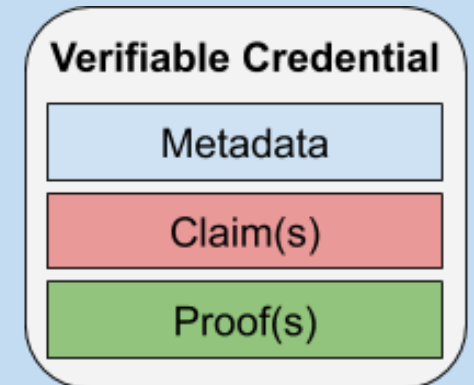 Verifiable Credential
Metadata
Claim(s)
Proof(s)